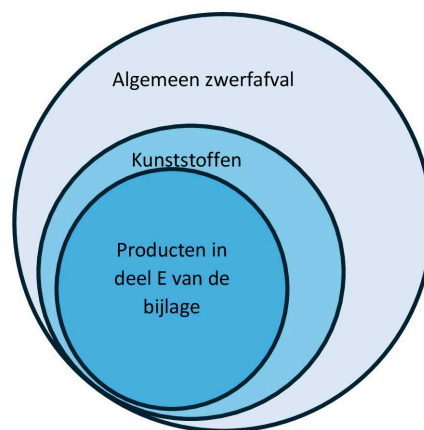 Algemeen zwerfafval
Kunststoffen
Producten in
deel E van de
bijlage